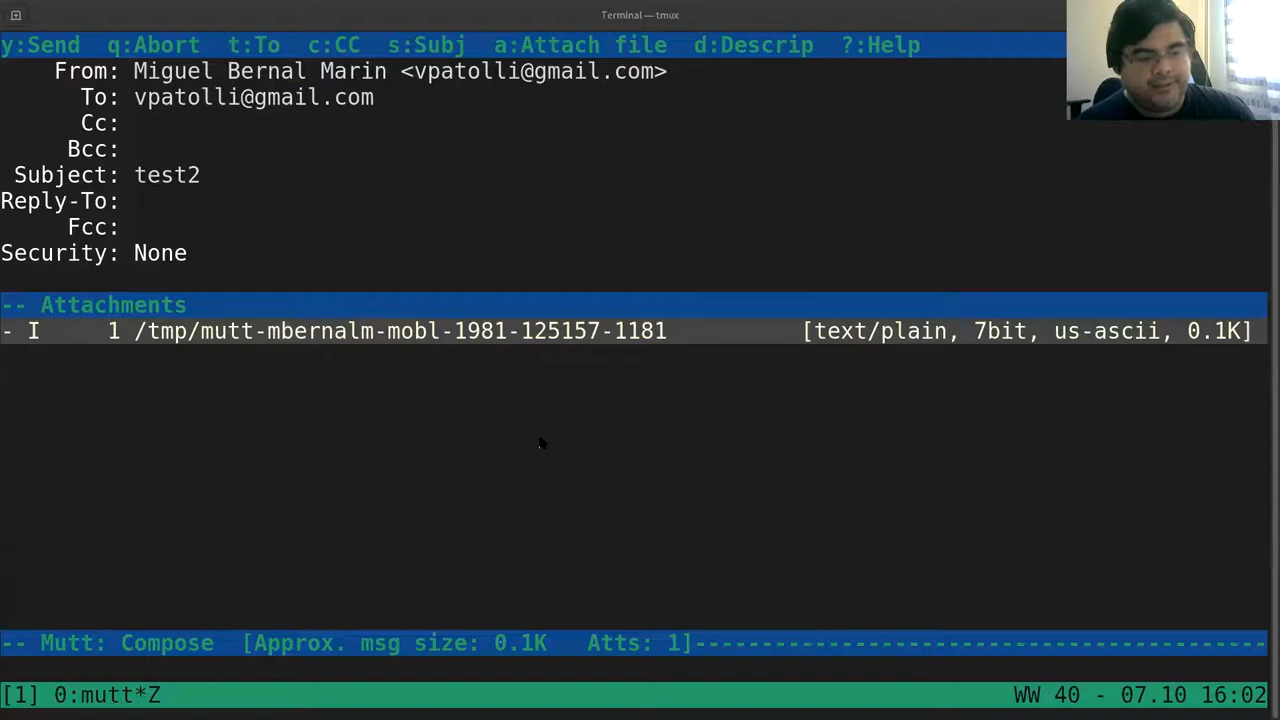 Terminal — tmux
y:Send  q:Abort  t:To  c:CC  s:Subj  a:Attach file  d:Descrip  ?:Help
From: Miguel Bernal Marin <vpatolli@gmail.com>
To: vpatolli@gmail.com
Cc:
Bcc:
Subject: test2
Reply-To:
Fcc:
Security: None
-- Attachments
- I     1 /tmp/mutt-mbernalm-mobl-1981-125157-1181          [text/plain, 7bit, us-ascii, 0.1K]
-- Mutt: Compose  [Approx. msg size: 0.1K   Atts: 1]-------------------------------------------
[1] 0:mutt*Z          WW 40 - 07.10 16:02